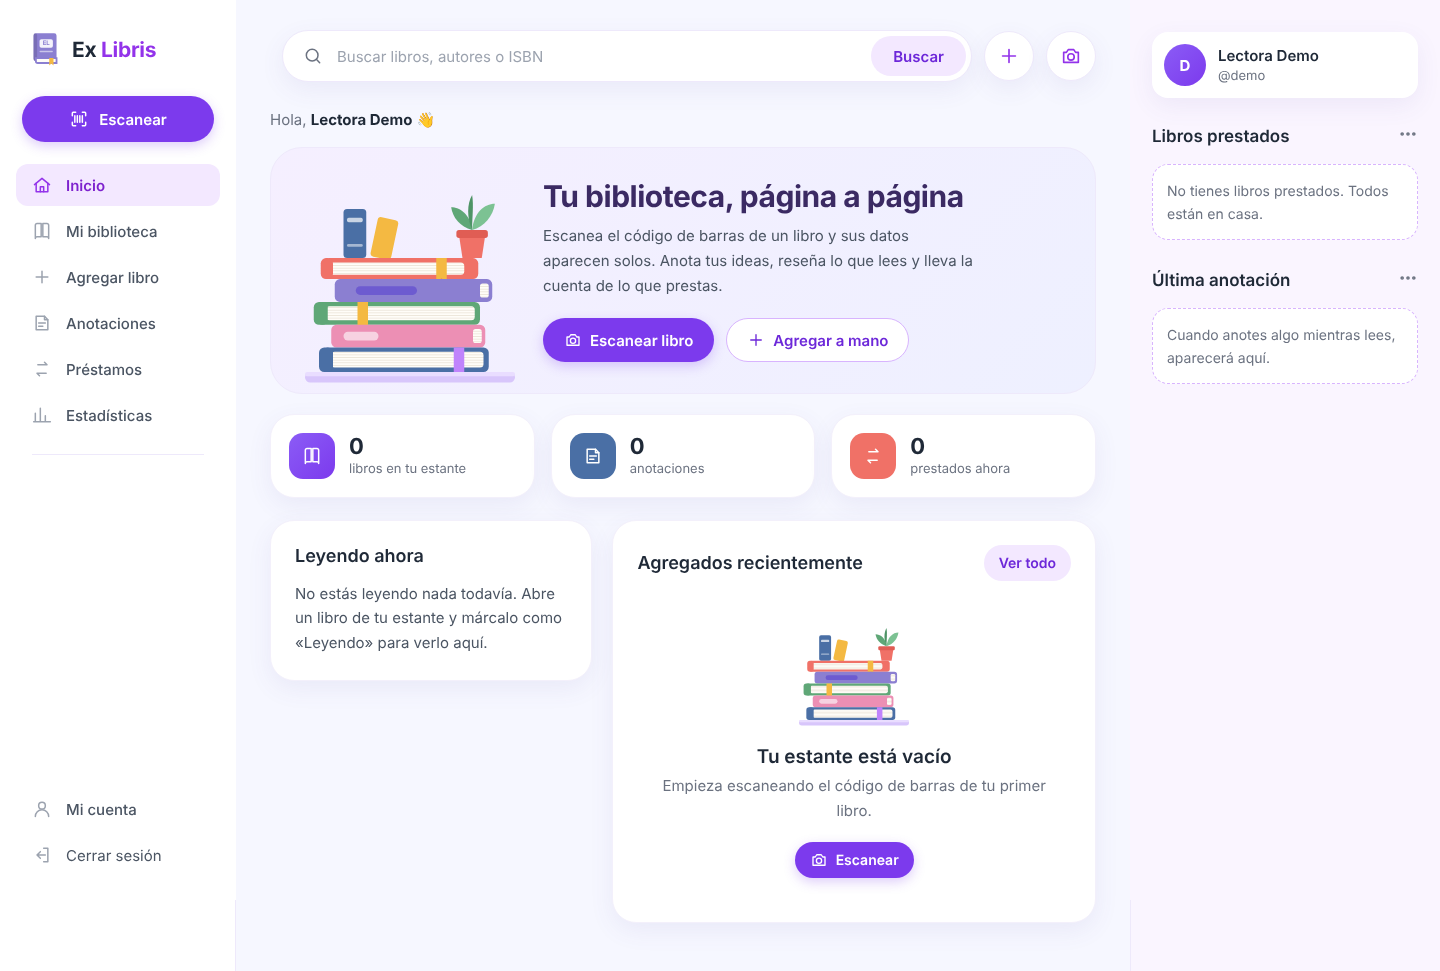 EL
Ex Libris
Escanear
Inicio
Mi biblioteca
Agregar libro
Anotaciones
Préstamos
Estadísticas
Mi cuenta
Cerrar sesión
Buscar libros, autores o ISBN
Buscar
Hola, Lectora Demo 👋
Tu biblioteca, página a página
Escanea el código de barras de un libro y sus datos
aparecen solos. Anota tus ideas, reseña lo que lees y lleva la
cuenta de lo que prestas.
Escanear libro
Agregar a mano
0
libros en tu estante
0
anotaciones
0
prestados ahora
Leyendo ahora
No estás leyendo nada todavía. Abre
un libro de tu estante y márcalo como
«Leyendo» para verlo aquí.
Agregados recientemente
Ver todo
Tu estante está vacío
Empieza escaneando el código de barras de tu primer
libro.
Escanear
D
Lectora Demo
@demo
Libros prestados
No tienes libros prestados. Todos
están en casa.
Última anotación
Cuando anotes algo mientras lees,
aparecerá aquí.